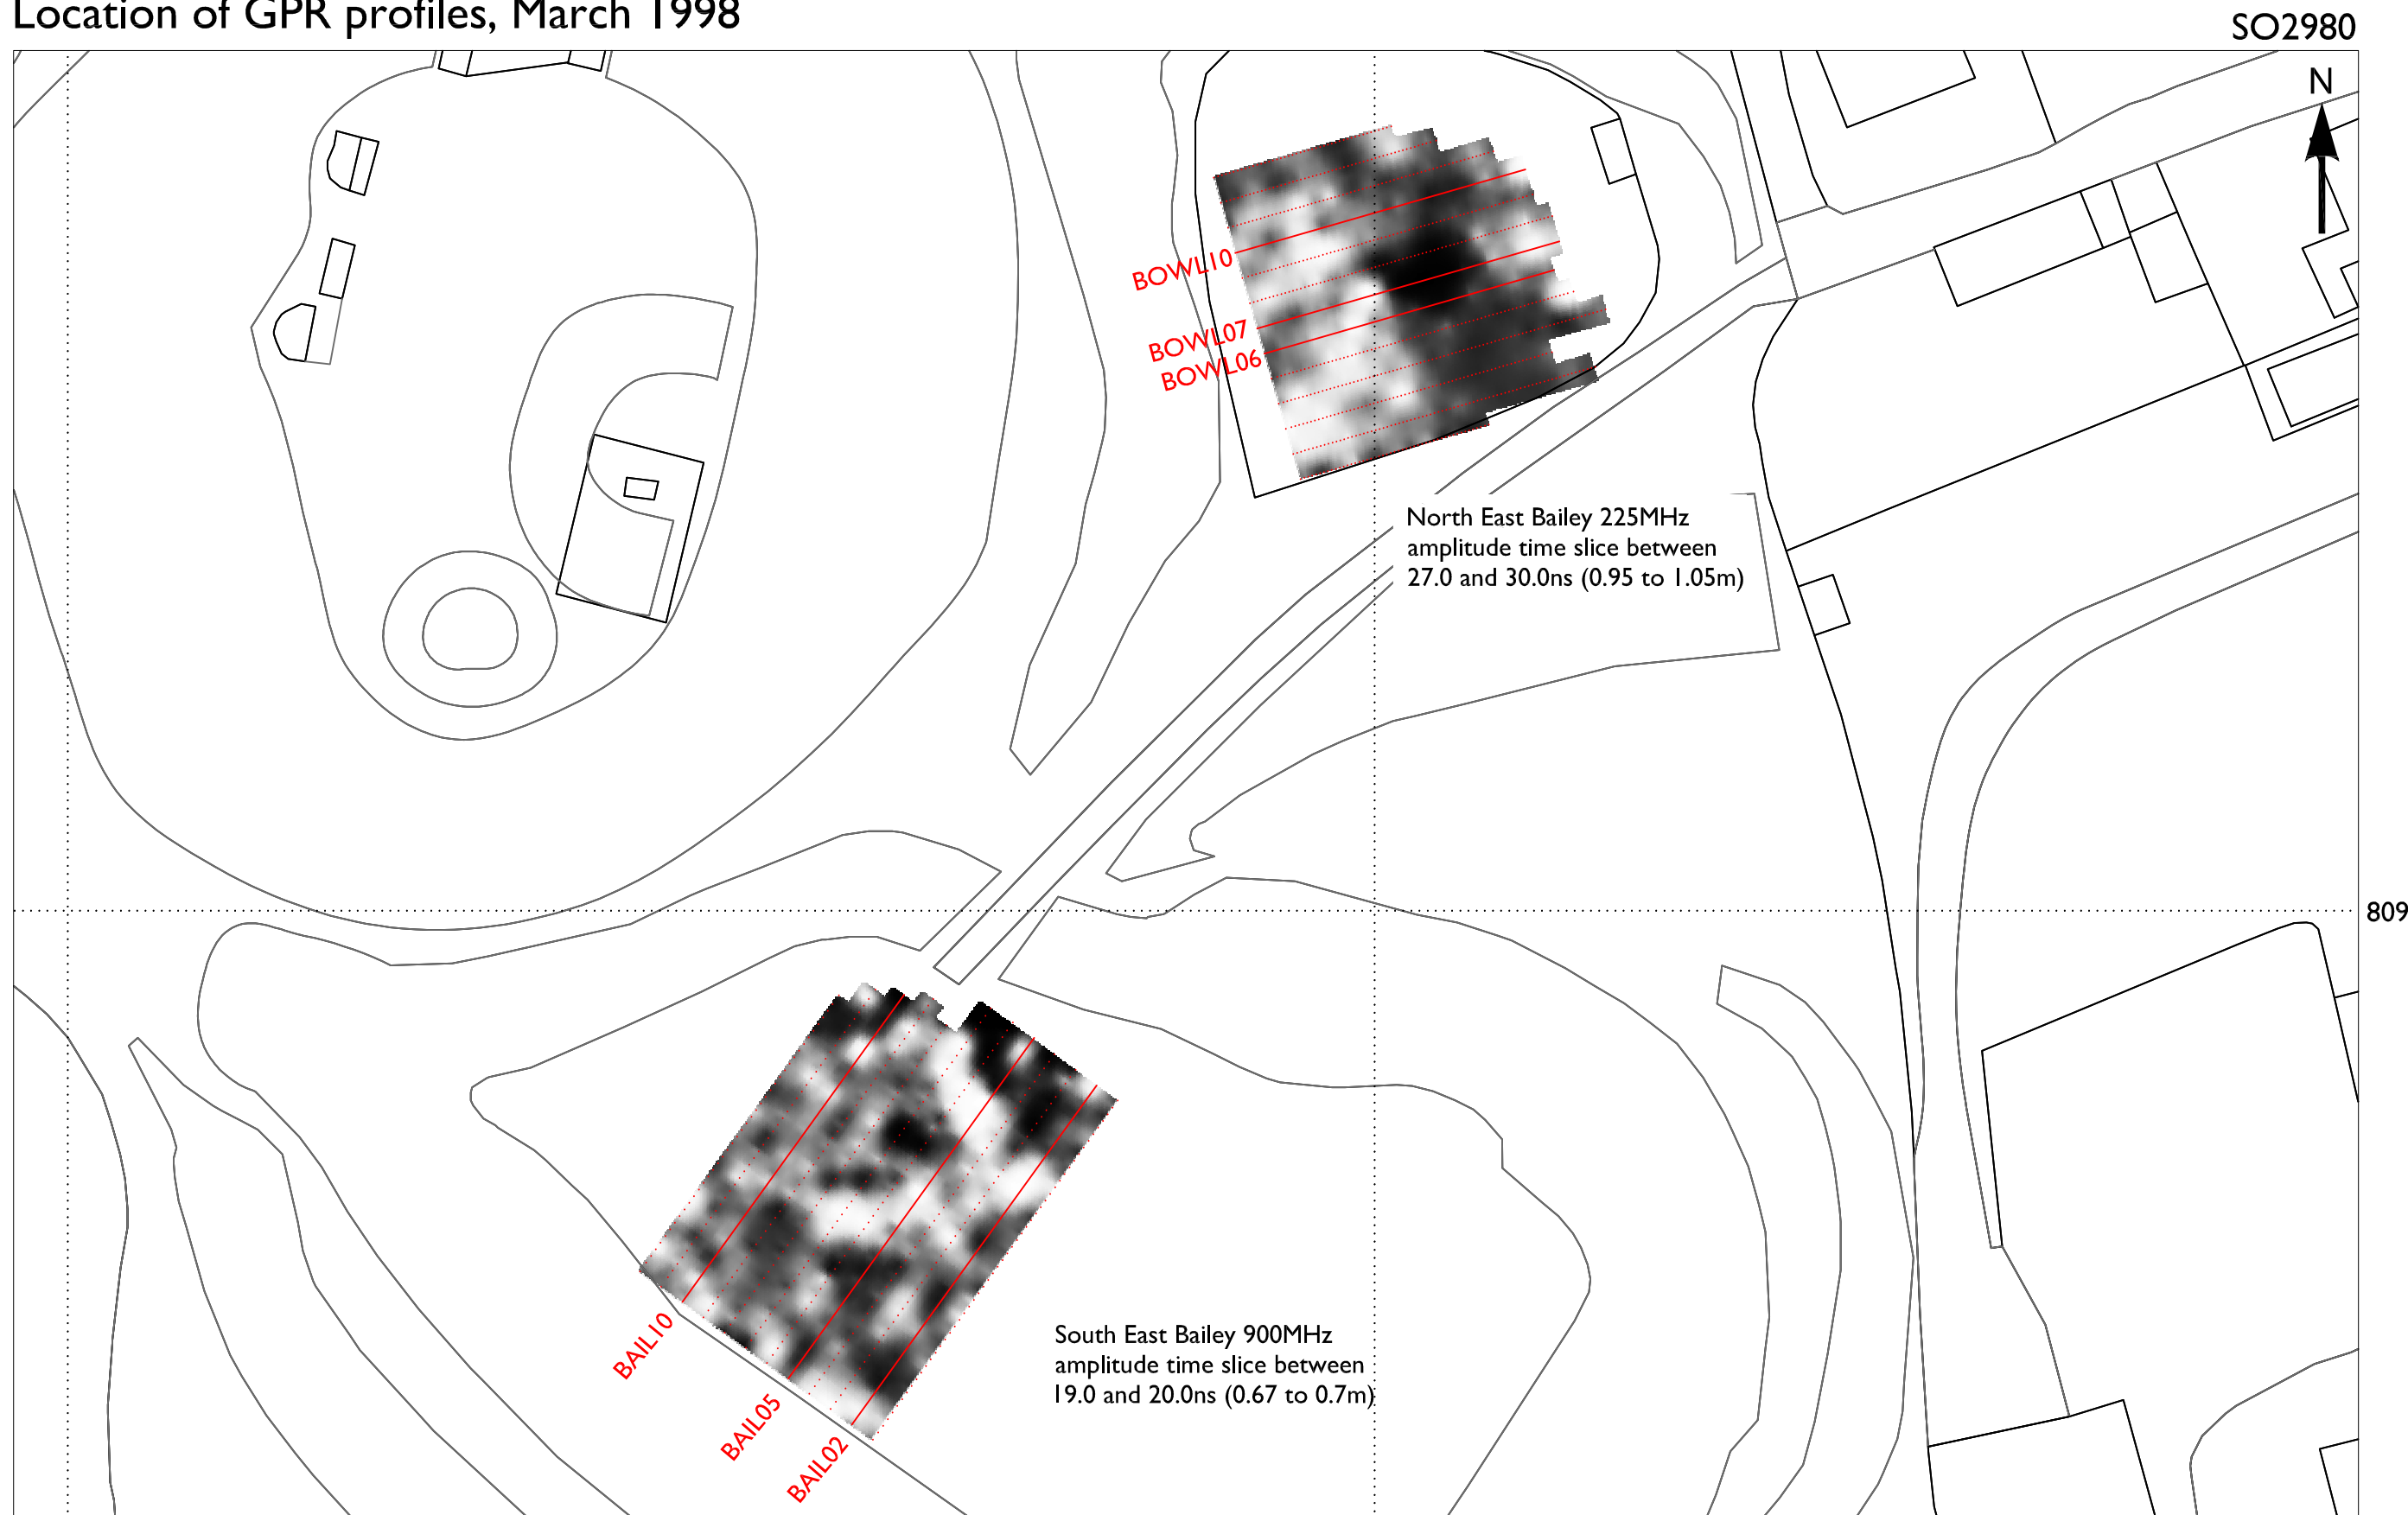 Location of GPR profiles, March 1998
SO2980
N
BOWL10
BOWL07
BOWL06
North East Bailey 225MHz
amplitude time slice between
27.0 and 30.0ns (0.95 to 1.05m)
809
South East Bailey 900MHz
amplitude time slice between
19.0 and 20.0ns (0.67 to 0.7m)
BAIL10
BAIL05
BAIL02